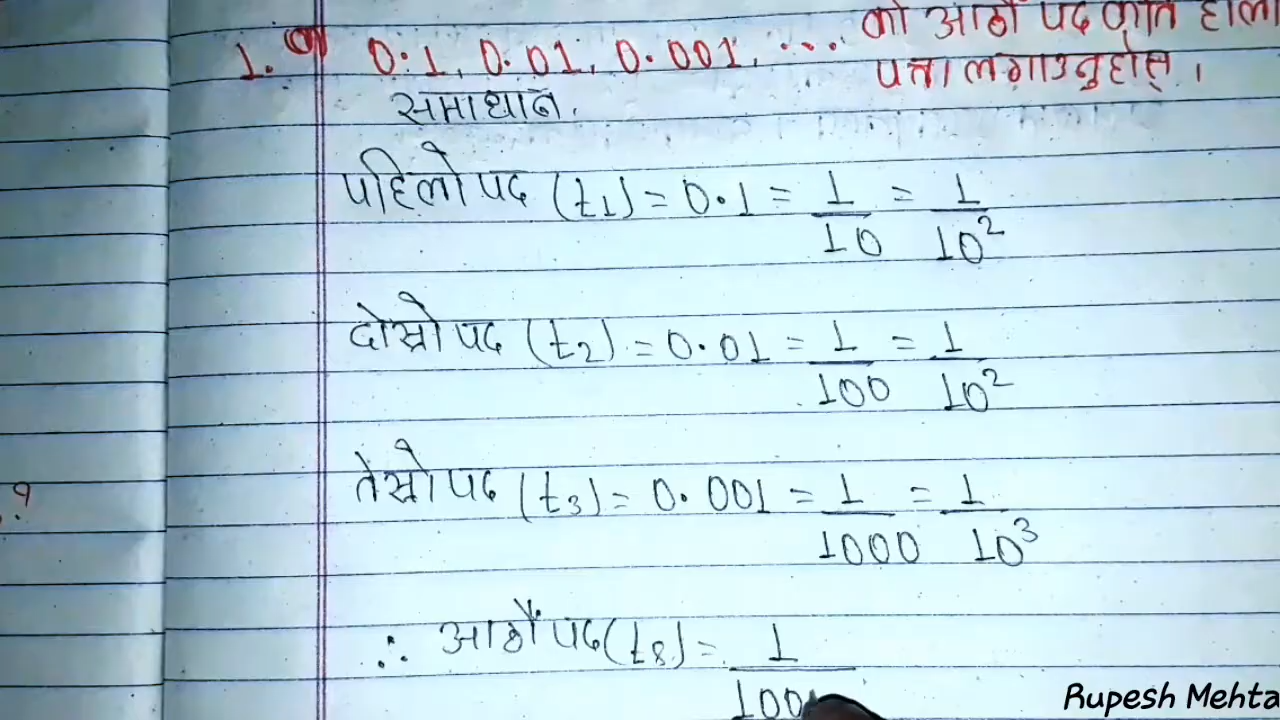 1. क) 0.1, 0.01, 0.001, ... को आठौं पद कति होला
पत्ता लगाउनुहोस् ।
समाधान,
पहिलो पद (t1) = 0.1 = 1/10 = 1/10²
दोस्रो पद (t2) = 0.01 = 1/100 = 1/10²
तेस्रो पद (t3) = 0.001 = 1/1000 = 1/10³
∴ आठौं पद (t8) = 1/100
१
Rupesh Mehta